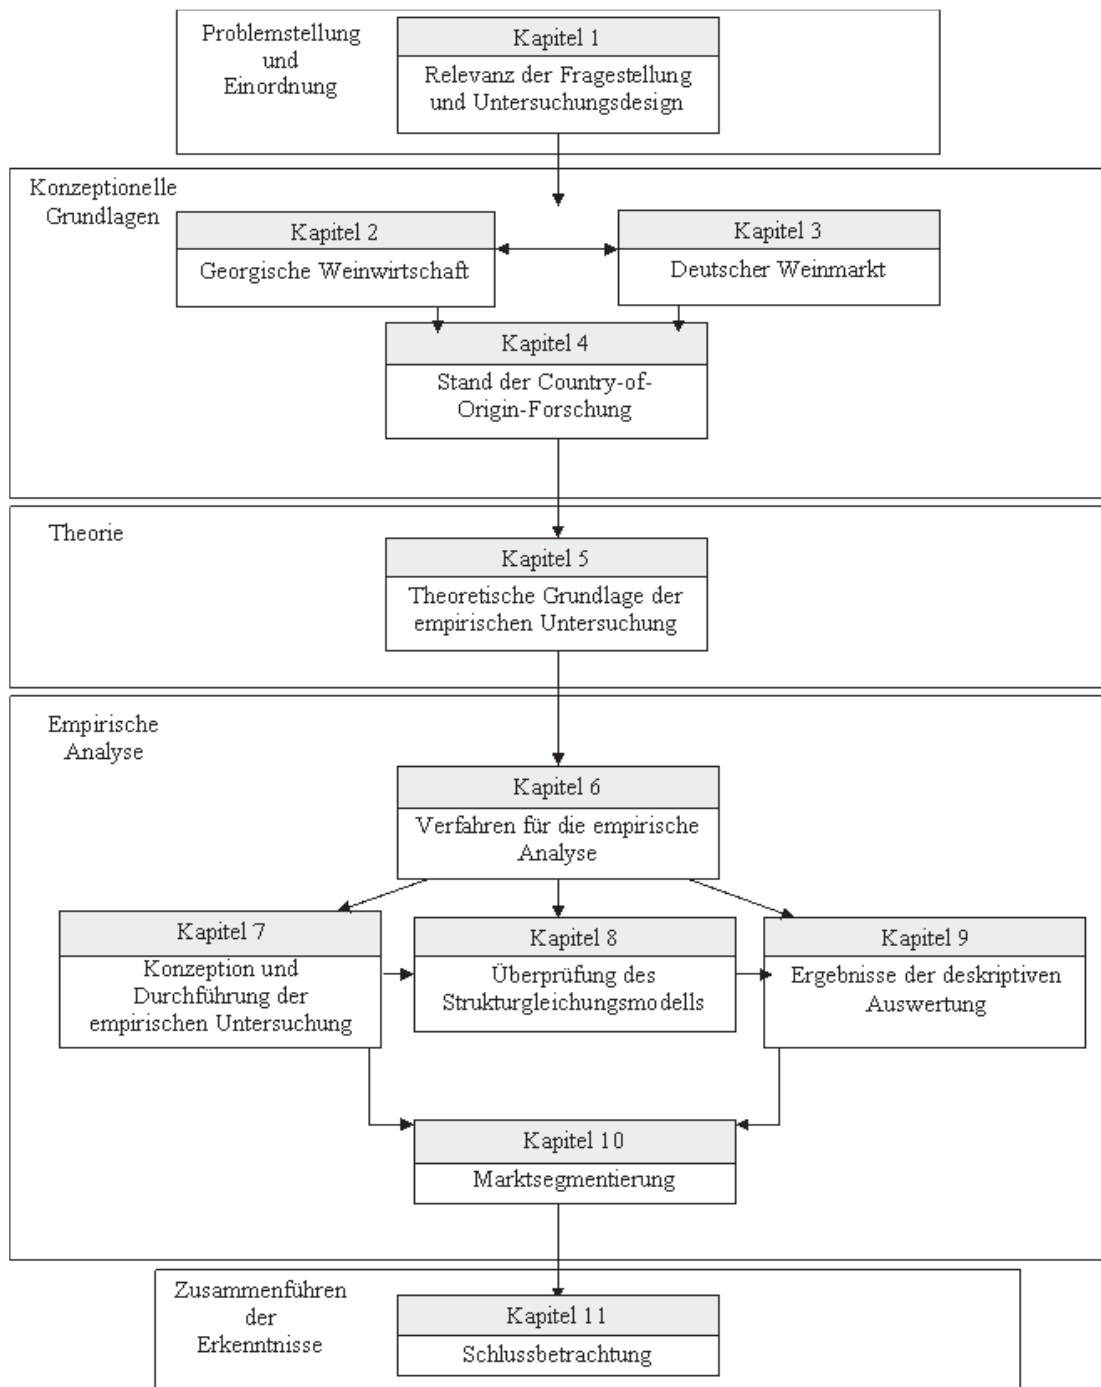 Problemstellung
und
Einordnung
Kapitel 1
Relevanz der Fragestellung
und Untersuchungsdesign
Konzeptionelle
Grundlagen
Kapitel 2
Georgische Weinwirtschaft
Kapitel 3
Deutscher Weinmarkt
Kapitel 4
Stand der Country-of-
Origin-Forschung
Theorie
Kapitel 5
Theoretische Grundlage der
empirischen Untersuchung
Empirische
Analyse
Kapitel 6
Verfahren für die empirische
Analyse
Kapitel 7
Konzeption und
Durchführung der
empirischen Untersuchung
Kapitel 8
Überprüfung des
Strukturgleichungsmodells
Kapitel 9
Ergebnisse der deskriptiven
Auswertung
Kapitel 10
Marktsegmentierung
Zusammenführen
der
Erkenntnisse
Kapitel 11
Schlussbetrachtung